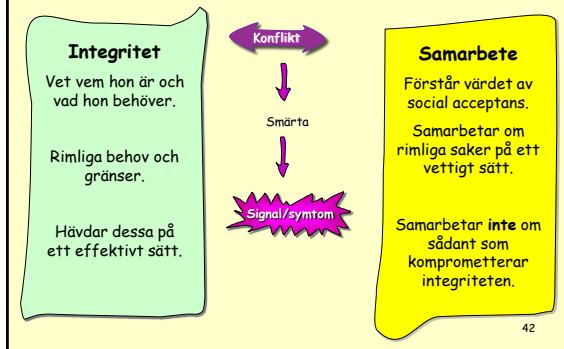 Integritet
Vet vem hon är och
vad hon behöver.
Rimliga behov och
gränser.
Hävdar dessa på
ett effektivt sätt.
Konflikt
Smärta
Signal/symtom
Samarbete
Förstår värdet av
social acceptans.
Samarbetar om
rimliga saker på ett
vettigt sätt.
Samarbetar inte om
sådant som
komprometterar
integriteten.
42